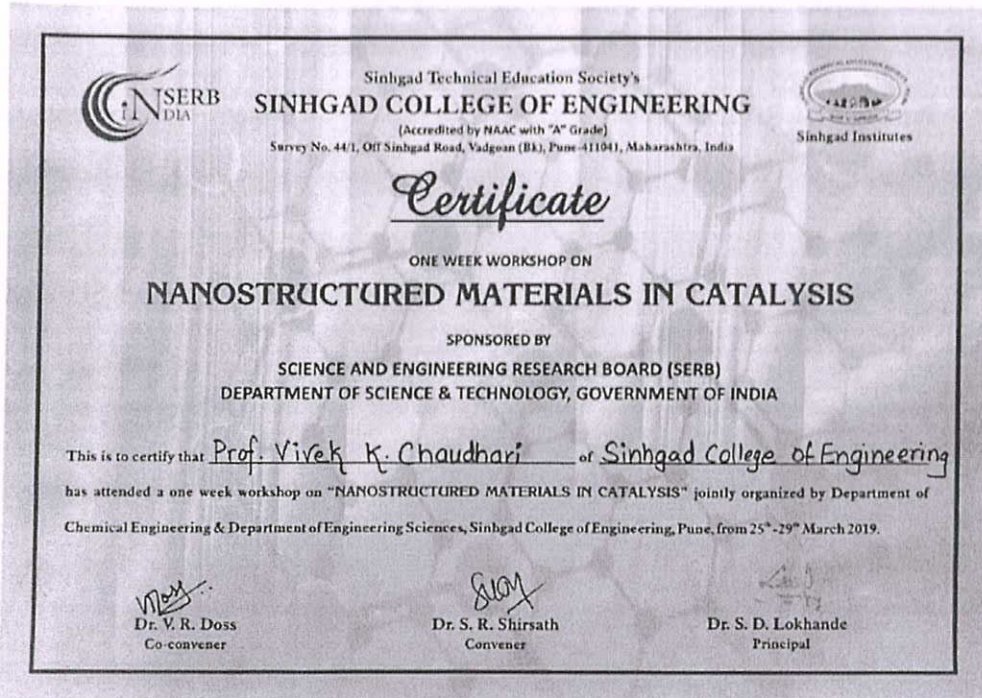 SERB
iN
DIA
Sinhgad Technical Education Society's
SINHGAD COLLEGE OF ENGINEERING
(Accredited by NAAC with "A" Grade)
Survey No. 44/1, Off Sinhgad Road, Vadgoan (Bk), Pune-411041, Maharashtra, India
Sinhgad Institutes
Certificate
ONE WEEK WORKSHOP ON
NANOSTRUCTURED MATERIALS IN CATALYSIS
SPONSORED BY
SCIENCE AND ENGINEERING RESEARCH BOARD (SERB)
DEPARTMENT OF SCIENCE & TECHNOLOGY, GOVERNMENT OF INDIA
This is to certify that Prof. Vivek K. Chaudhari of Sinhgad College of Engineering
has attended a one week workshop on "NANOSTRUCTURED MATERIALS IN CATALYSIS" jointly organized by Department of
Chemical Engineering & Department of Engineering Sciences, Sinhgad College of Engineering, Pune, from 25th-29th March 2019.
Dr. V. R. Doss
Co-convener
Dr. S. R. Shirsath
Convener
Dr. S. D. Lokhande
Principal